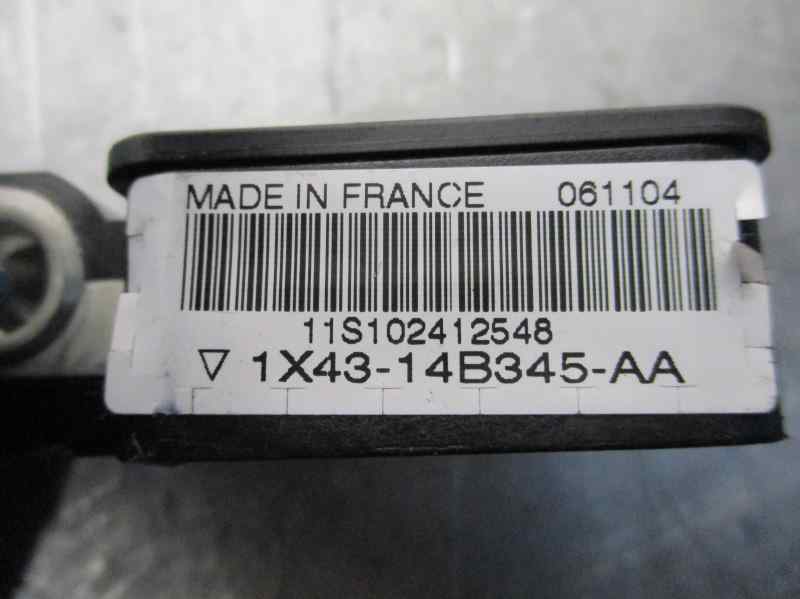 MADE IN FRANCE 061104
11S102412548
▽ 1X43-14B345-AA